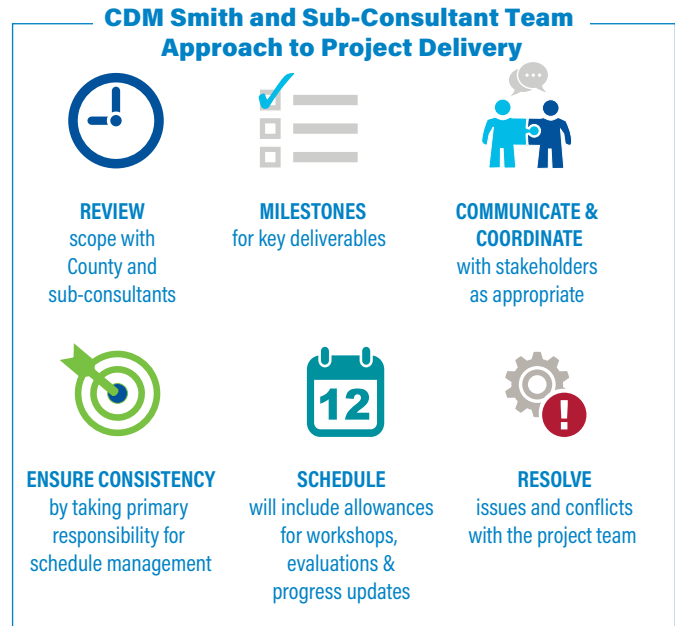 CDM Smith and Sub-Consultant Team
Approach to Project Delivery
REVIEW
scope with
County and
sub-consultants
MILESTONES
for key deliverables
COMMUNICATE &
COORDINATE
with stakeholders
as appropriate
ENSURE CONSISTENCY
by taking primary
responsibility for
schedule management
12
SCHEDULE
will include allowances
for workshops,
evaluations &
progress updates
!
RESOLVE
issues and conflicts
with the project team